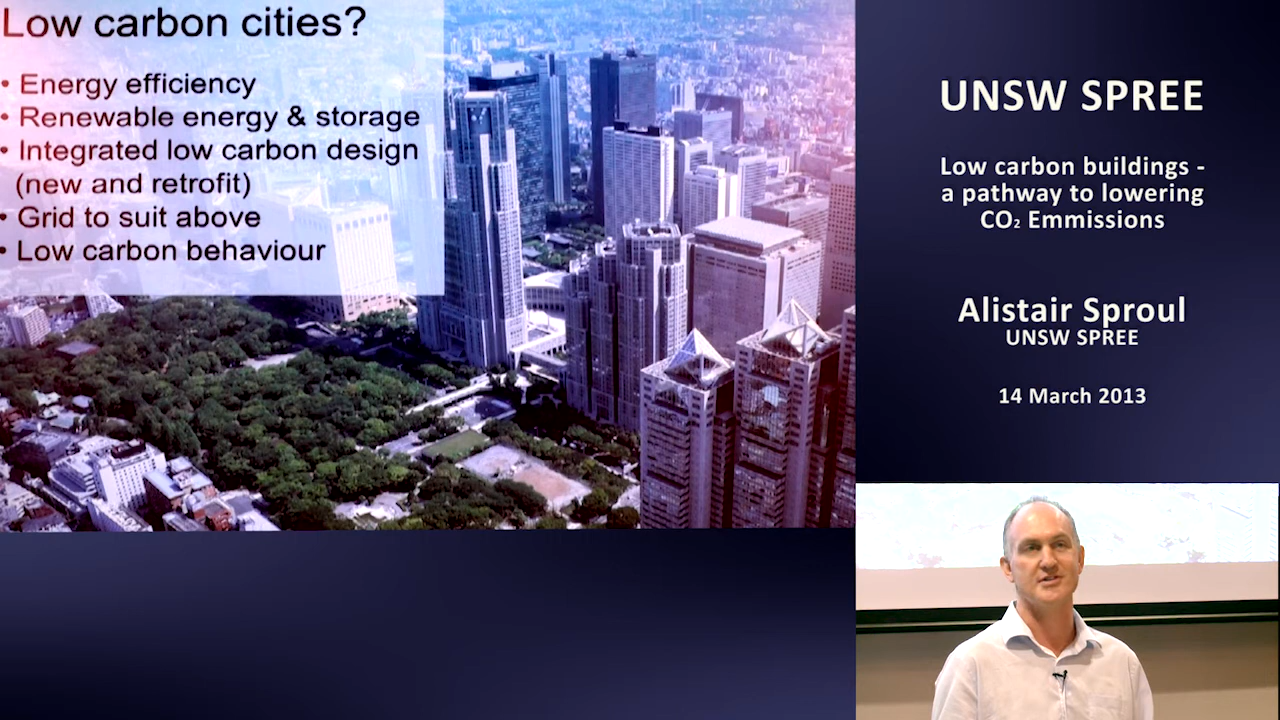 Low carbon cities?
• Energy efficiency
• Renewable energy & storage
• Integrated low carbon design
(new and retrofit)
• Grid to suit above
• Low carbon behaviour
UNSW SPREE
Low carbon buildings -
a pathway to lowering
CO₂ Emmissions
Alistair Sproul
UNSW SPREE
14 March 2013